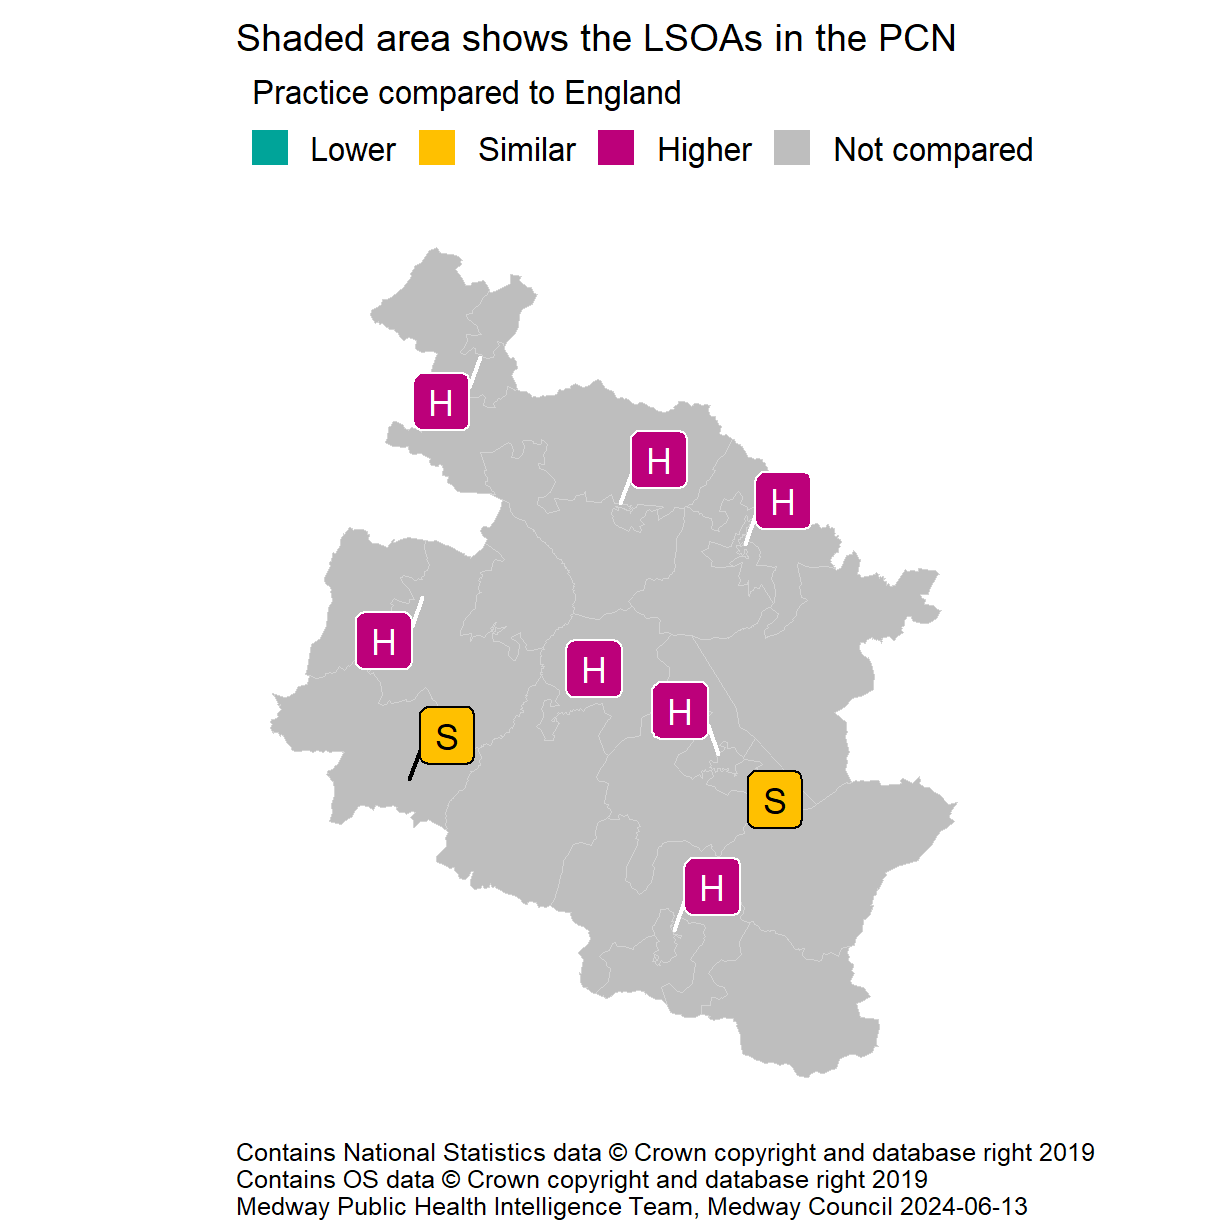 Shaded area shows the LSOAs in the PCN
Practice compared to England
Lower Similar Higher Not compared
H
H
H
H
H
H
S
S
H
Contains National Statistics data © Crown copyright and database right 2019
Contains OS data © Crown copyright and database right 2019
Medway Public Health Intelligence Team, Medway Council 2024-06-13